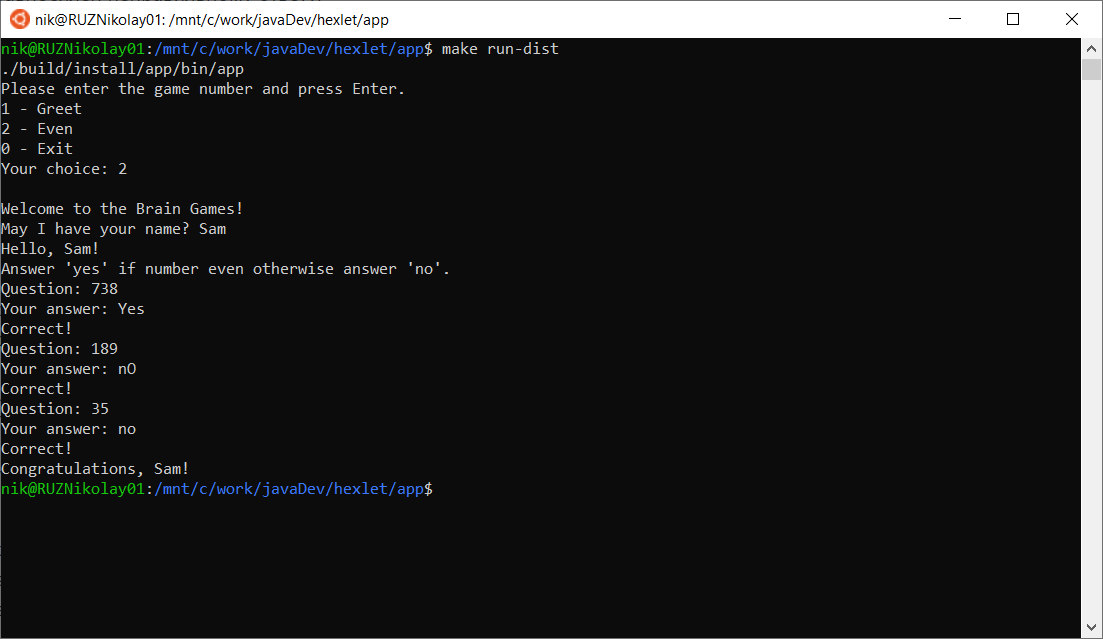 nik@RUZNikolay01: /mnt/c/work/javaDev/hexlet/app
nik@RUZNikolay01:/mnt/c/work/javaDev/hexlet/app$ make run-dist
./build/install/app/bin/app
Please enter the game number and press Enter.
1 - Greet
2 - Even
0 - Exit
Your choice: 2

Welcome to the Brain Games!
May I have your name? Sam
Hello, Sam!
Answer 'yes' if number even otherwise answer 'no'.
Question: 738
Your answer: Yes
Correct!
Question: 189
Your answer: nO
Correct!
Question: 35
Your answer: no
Correct!
Congratulations, Sam!
nik@RUZNikolay01:/mnt/c/work/javaDev/hexlet/app$